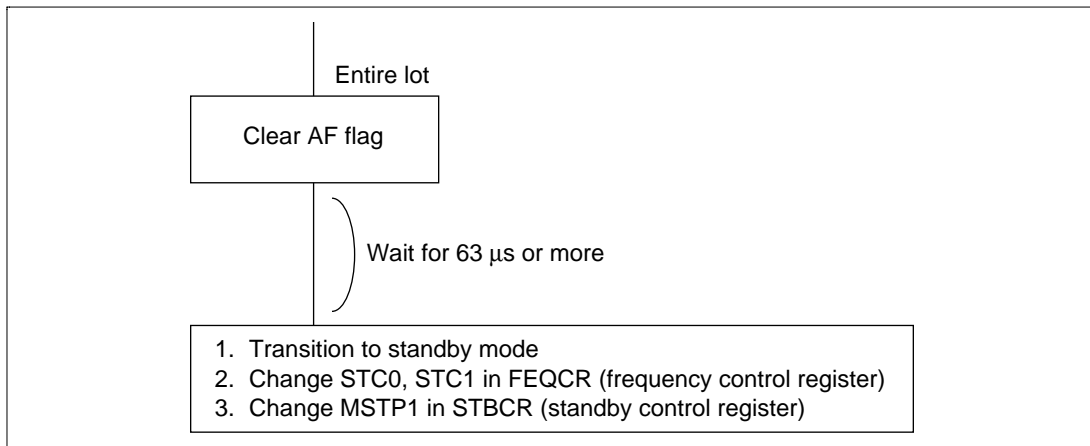 Entire lot
Clear AF flag
Wait for 63 μs or more
1. Transition to standby mode
2. Change STC0, STC1 in FEQCR (frequency control register)
3. Change MSTP1 in STBCR (standby control register)